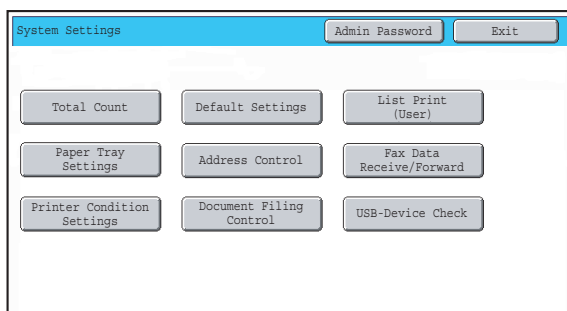 System Settings
Admin Password
Exit
Total Count
Default Settings
List Print
(User)
Paper Tray
Settings
Address Control
Fax Data
Receive/Forward
Printer Condition
Settings
Document Filing
Control
USB-Device Check